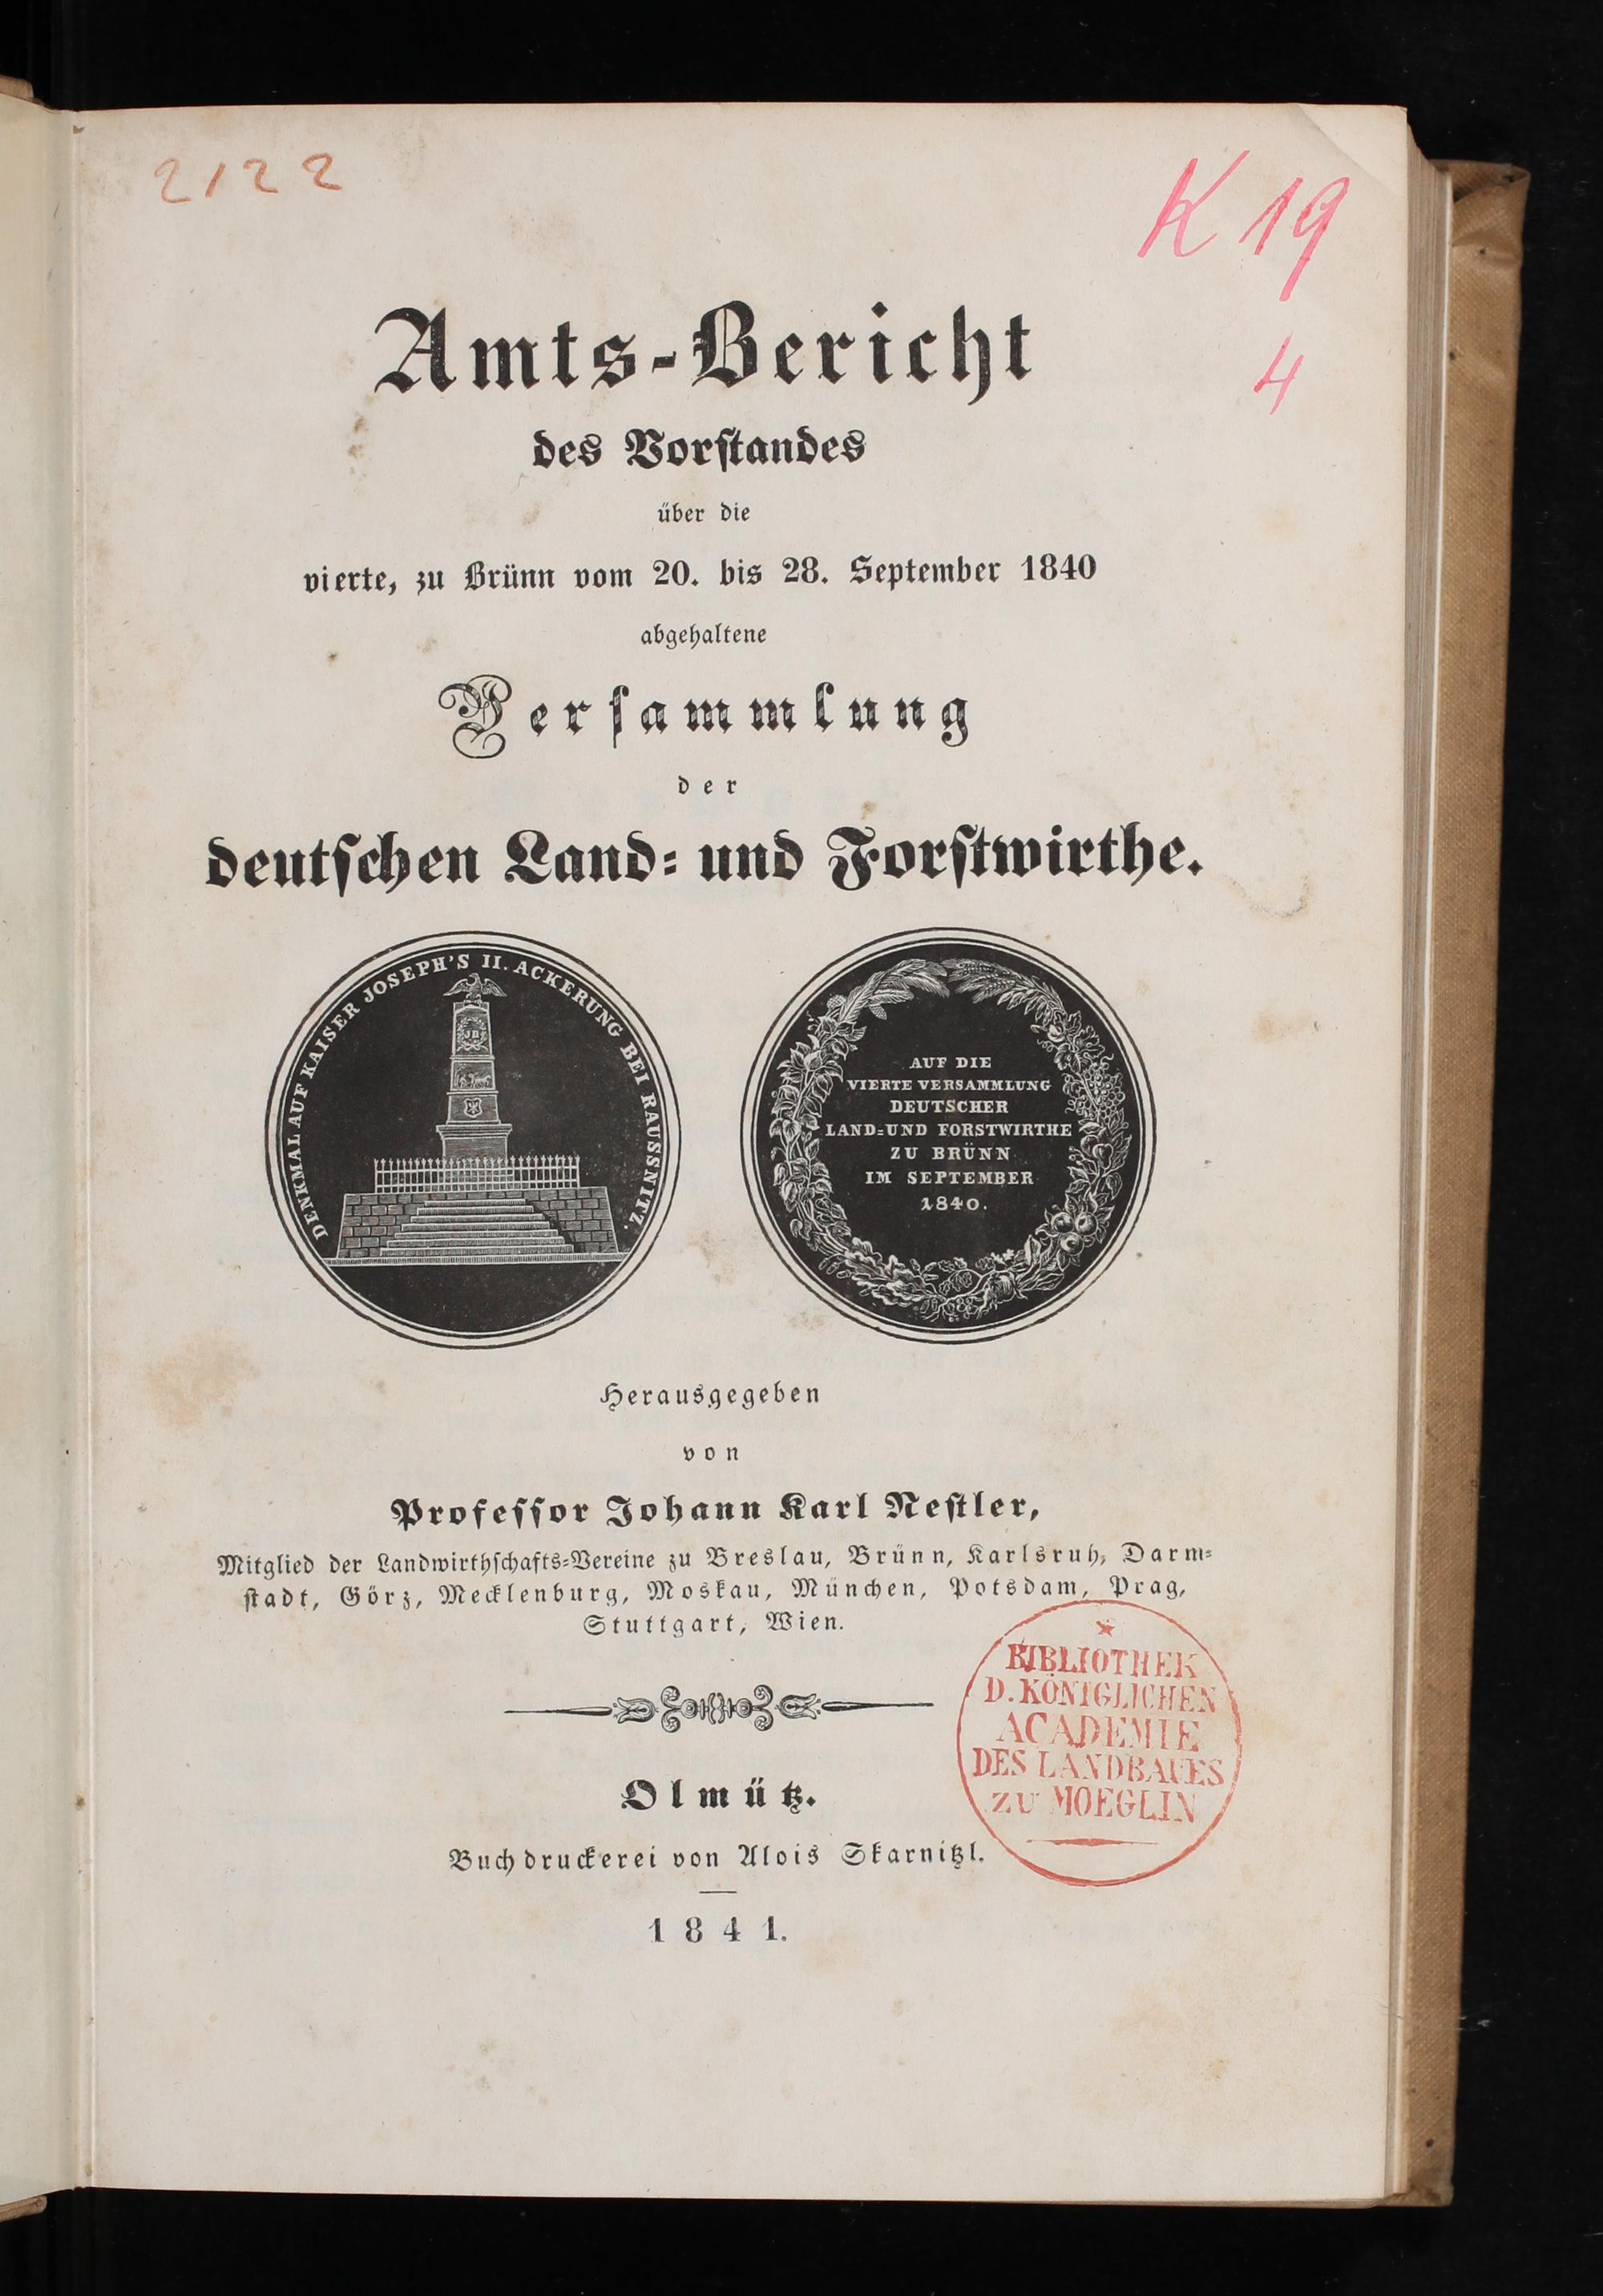 2122
K 19
4
Amts-Bericht
des Vorſtandes
über die
vierte, zu Brünn vom 20. bis 28. September 1840
abgehaltene
Verſammlung
der
deutſchen Land- und Forſtwirthe.
DENKMAL AUF KAISER JOSEPH'S II. ACKERUNG BEI RAUSSNITZ.
JII
AUF DIE
VIERTE VERSAMMLUNG
DEUTSCHER
LAND-UND FORSTWIRTHE
ZU BRÜNN
IM SEPTEMBER
1840.
Herausgegeben
von
Profeſſor Johann Karl Neſtler,
Mitglied der Landwirthſchafts-Vereine zu Breslau, Brünn, Karlsruh, Darm-
ſtadt, Görz, Mecklenburg, Moskau, München, Potsdam, Prag,
Stuttgart, Wien.
BIBLIOTHEK
D. KÖNIGLICHEN
ACADEMIE
DES LANDBAUES
ZU MOEGLIN
Olmütz.
Buchdruckerei von Alois Skarnitzl.
1841.